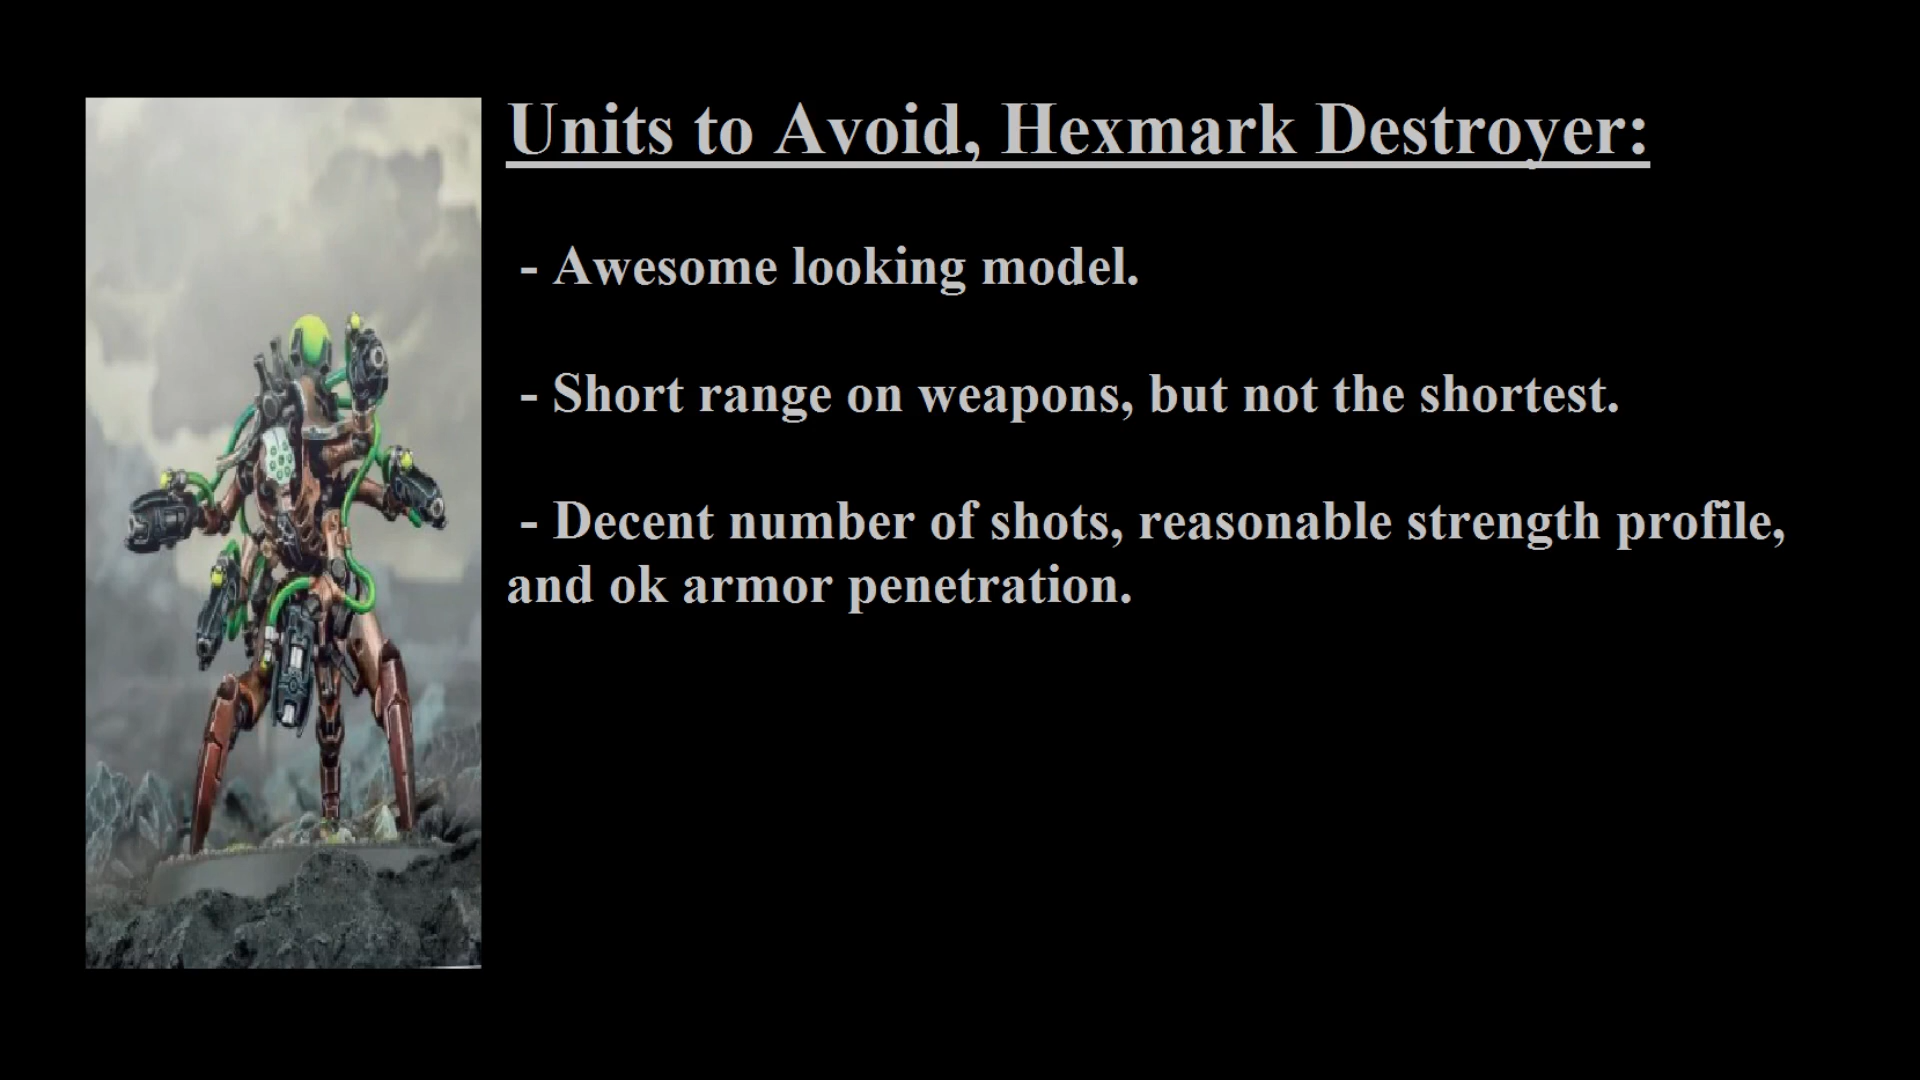 Units to Avoid, Hexmark Destroyer:
- Awesome looking model.
- Short range on weapons, but not the shortest.
- Decent number of shots, reasonable strength profile,
and ok armor penetration.